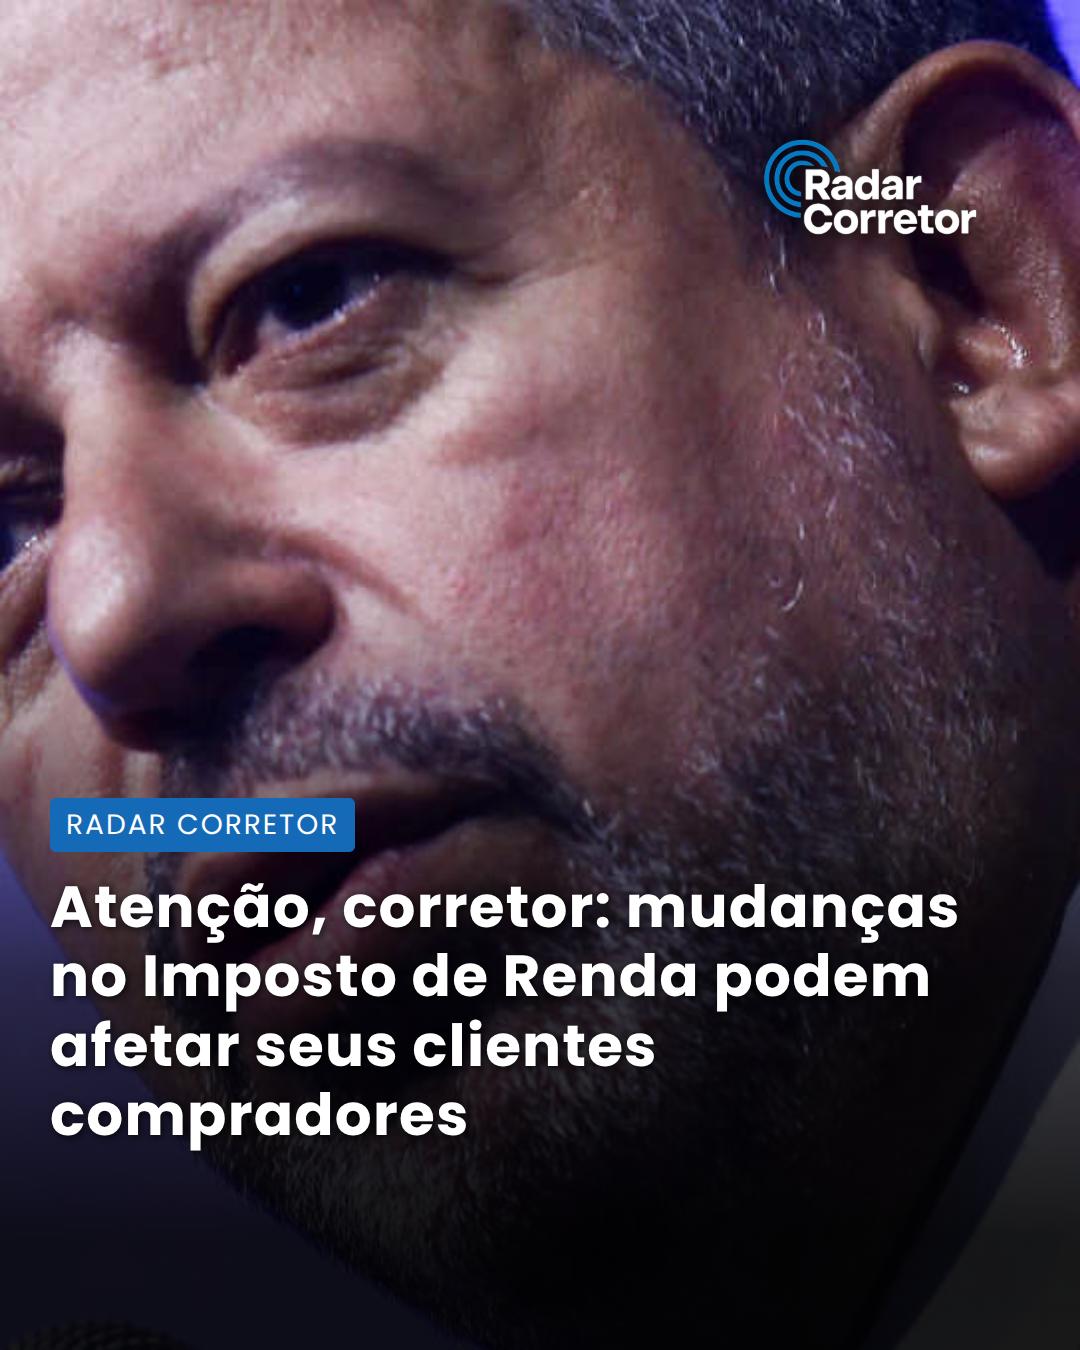 Radar
Corretor
RADAR CORRETOR
Atenção, corretor: mudanças
no Imposto de Renda podem
afetar seus clientes
compradores